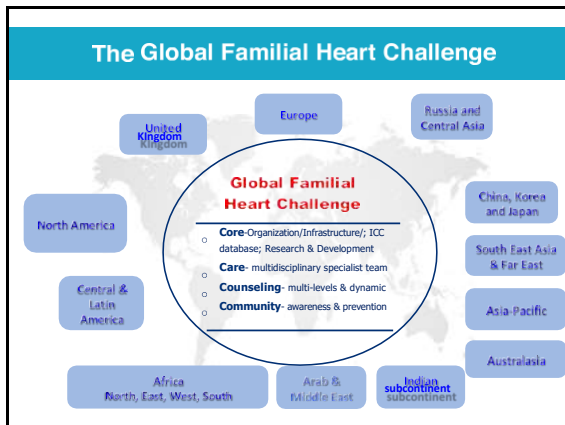 The Global Familial Heart Challenge
Europe
Russia and
Central Asia
United
Kingdom
Global Familial
Heart Challenge
China, Korea
and Japan
North America
Core-Organization/Infrastructure/; ICC
database; Research & Development
South East Asia
& Far East
Care- multidisciplinary specialist team
Central &
Latin
America
Counseling- multi-levels & dynamic
Community- awareness & prevention
Asia-Pacific
Australasia
Africa
North, East, West, South
Arab &
Middle East
Indian
subcontinent